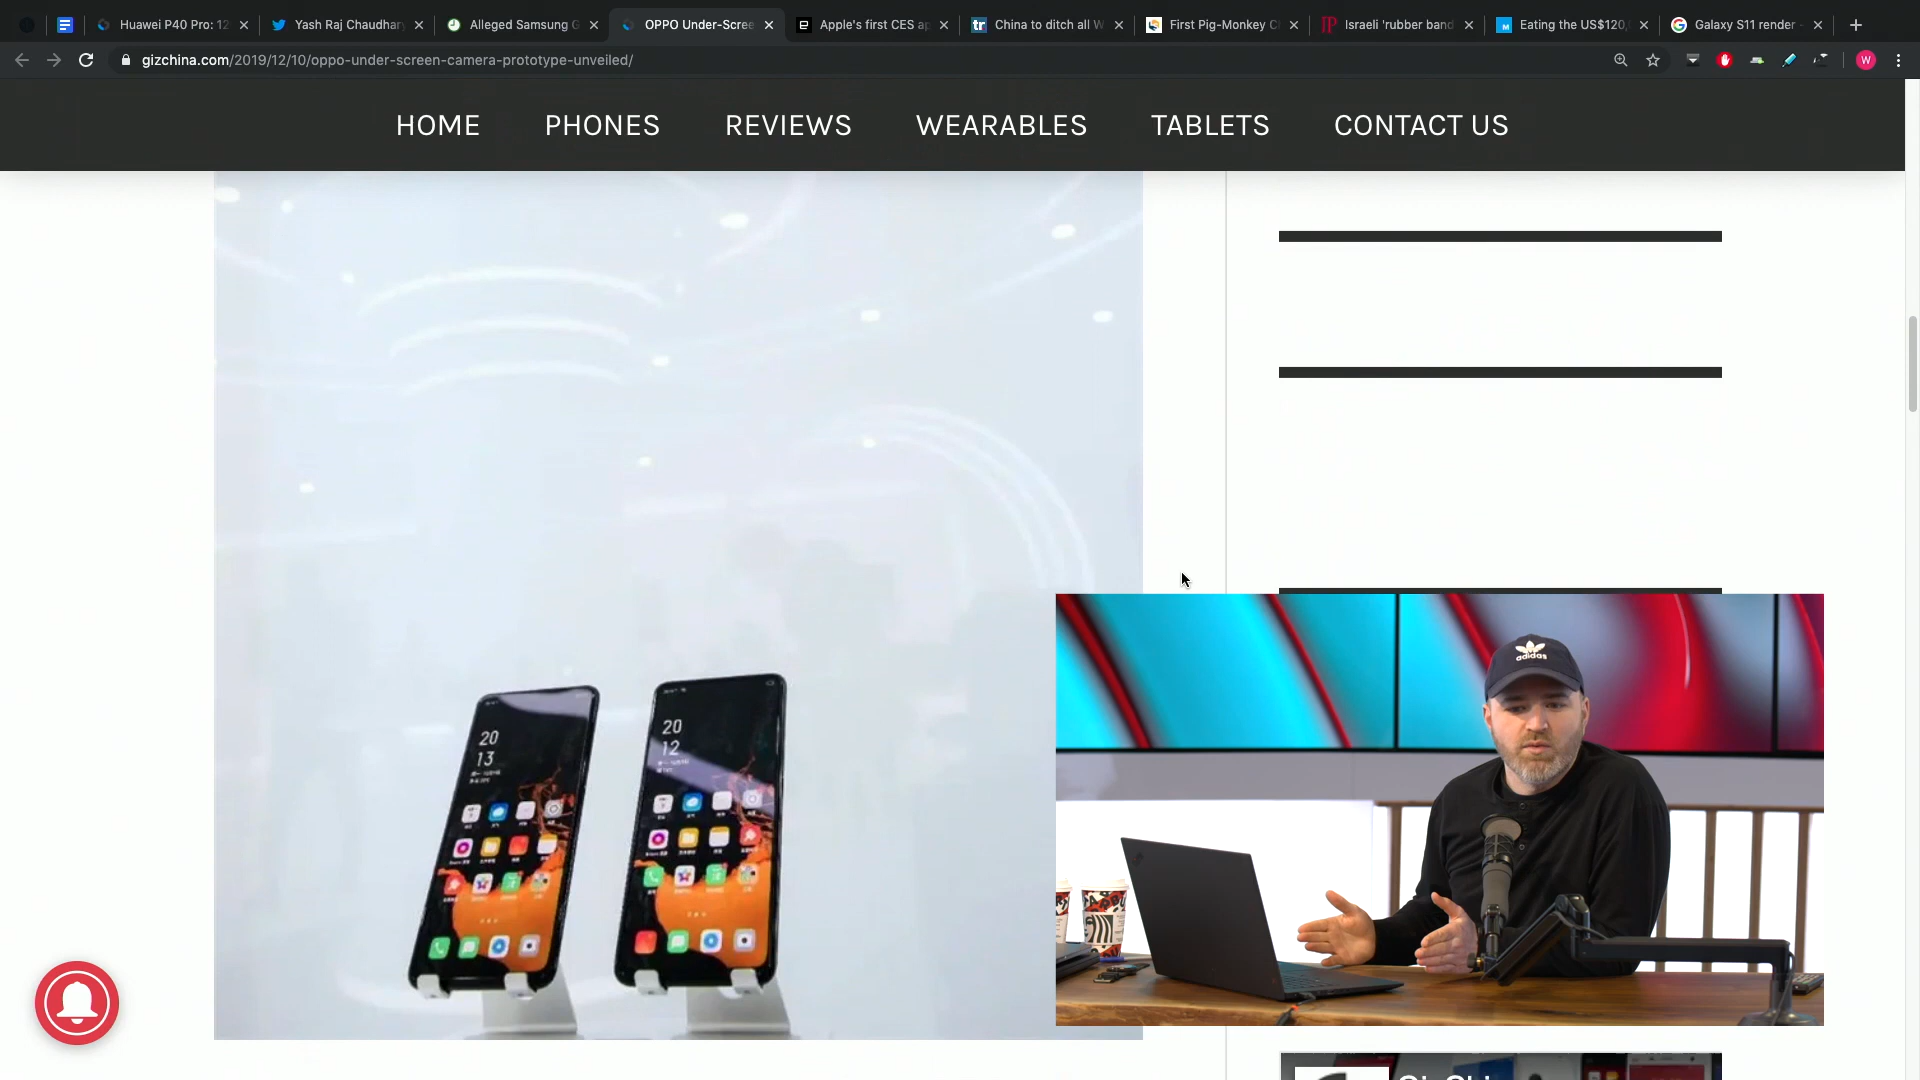 Huawei P40 Pro: 12
Yash Raj Chaudhar
Alleged Samsung G
OPPO Under-Scree
Apple's first CES ap
China to ditch all W
First Pig-Monkey C
Israeli 'rubber band
Eating the US$120,
Galaxy S11 render -
gizchina.com/2019/12/10/oppo-under-screen-camera-prototype-unveiled/
W
HOME PHONES REVIEWS WEARABLES TABLETS CONTACT US
20
13
20
12
adidas